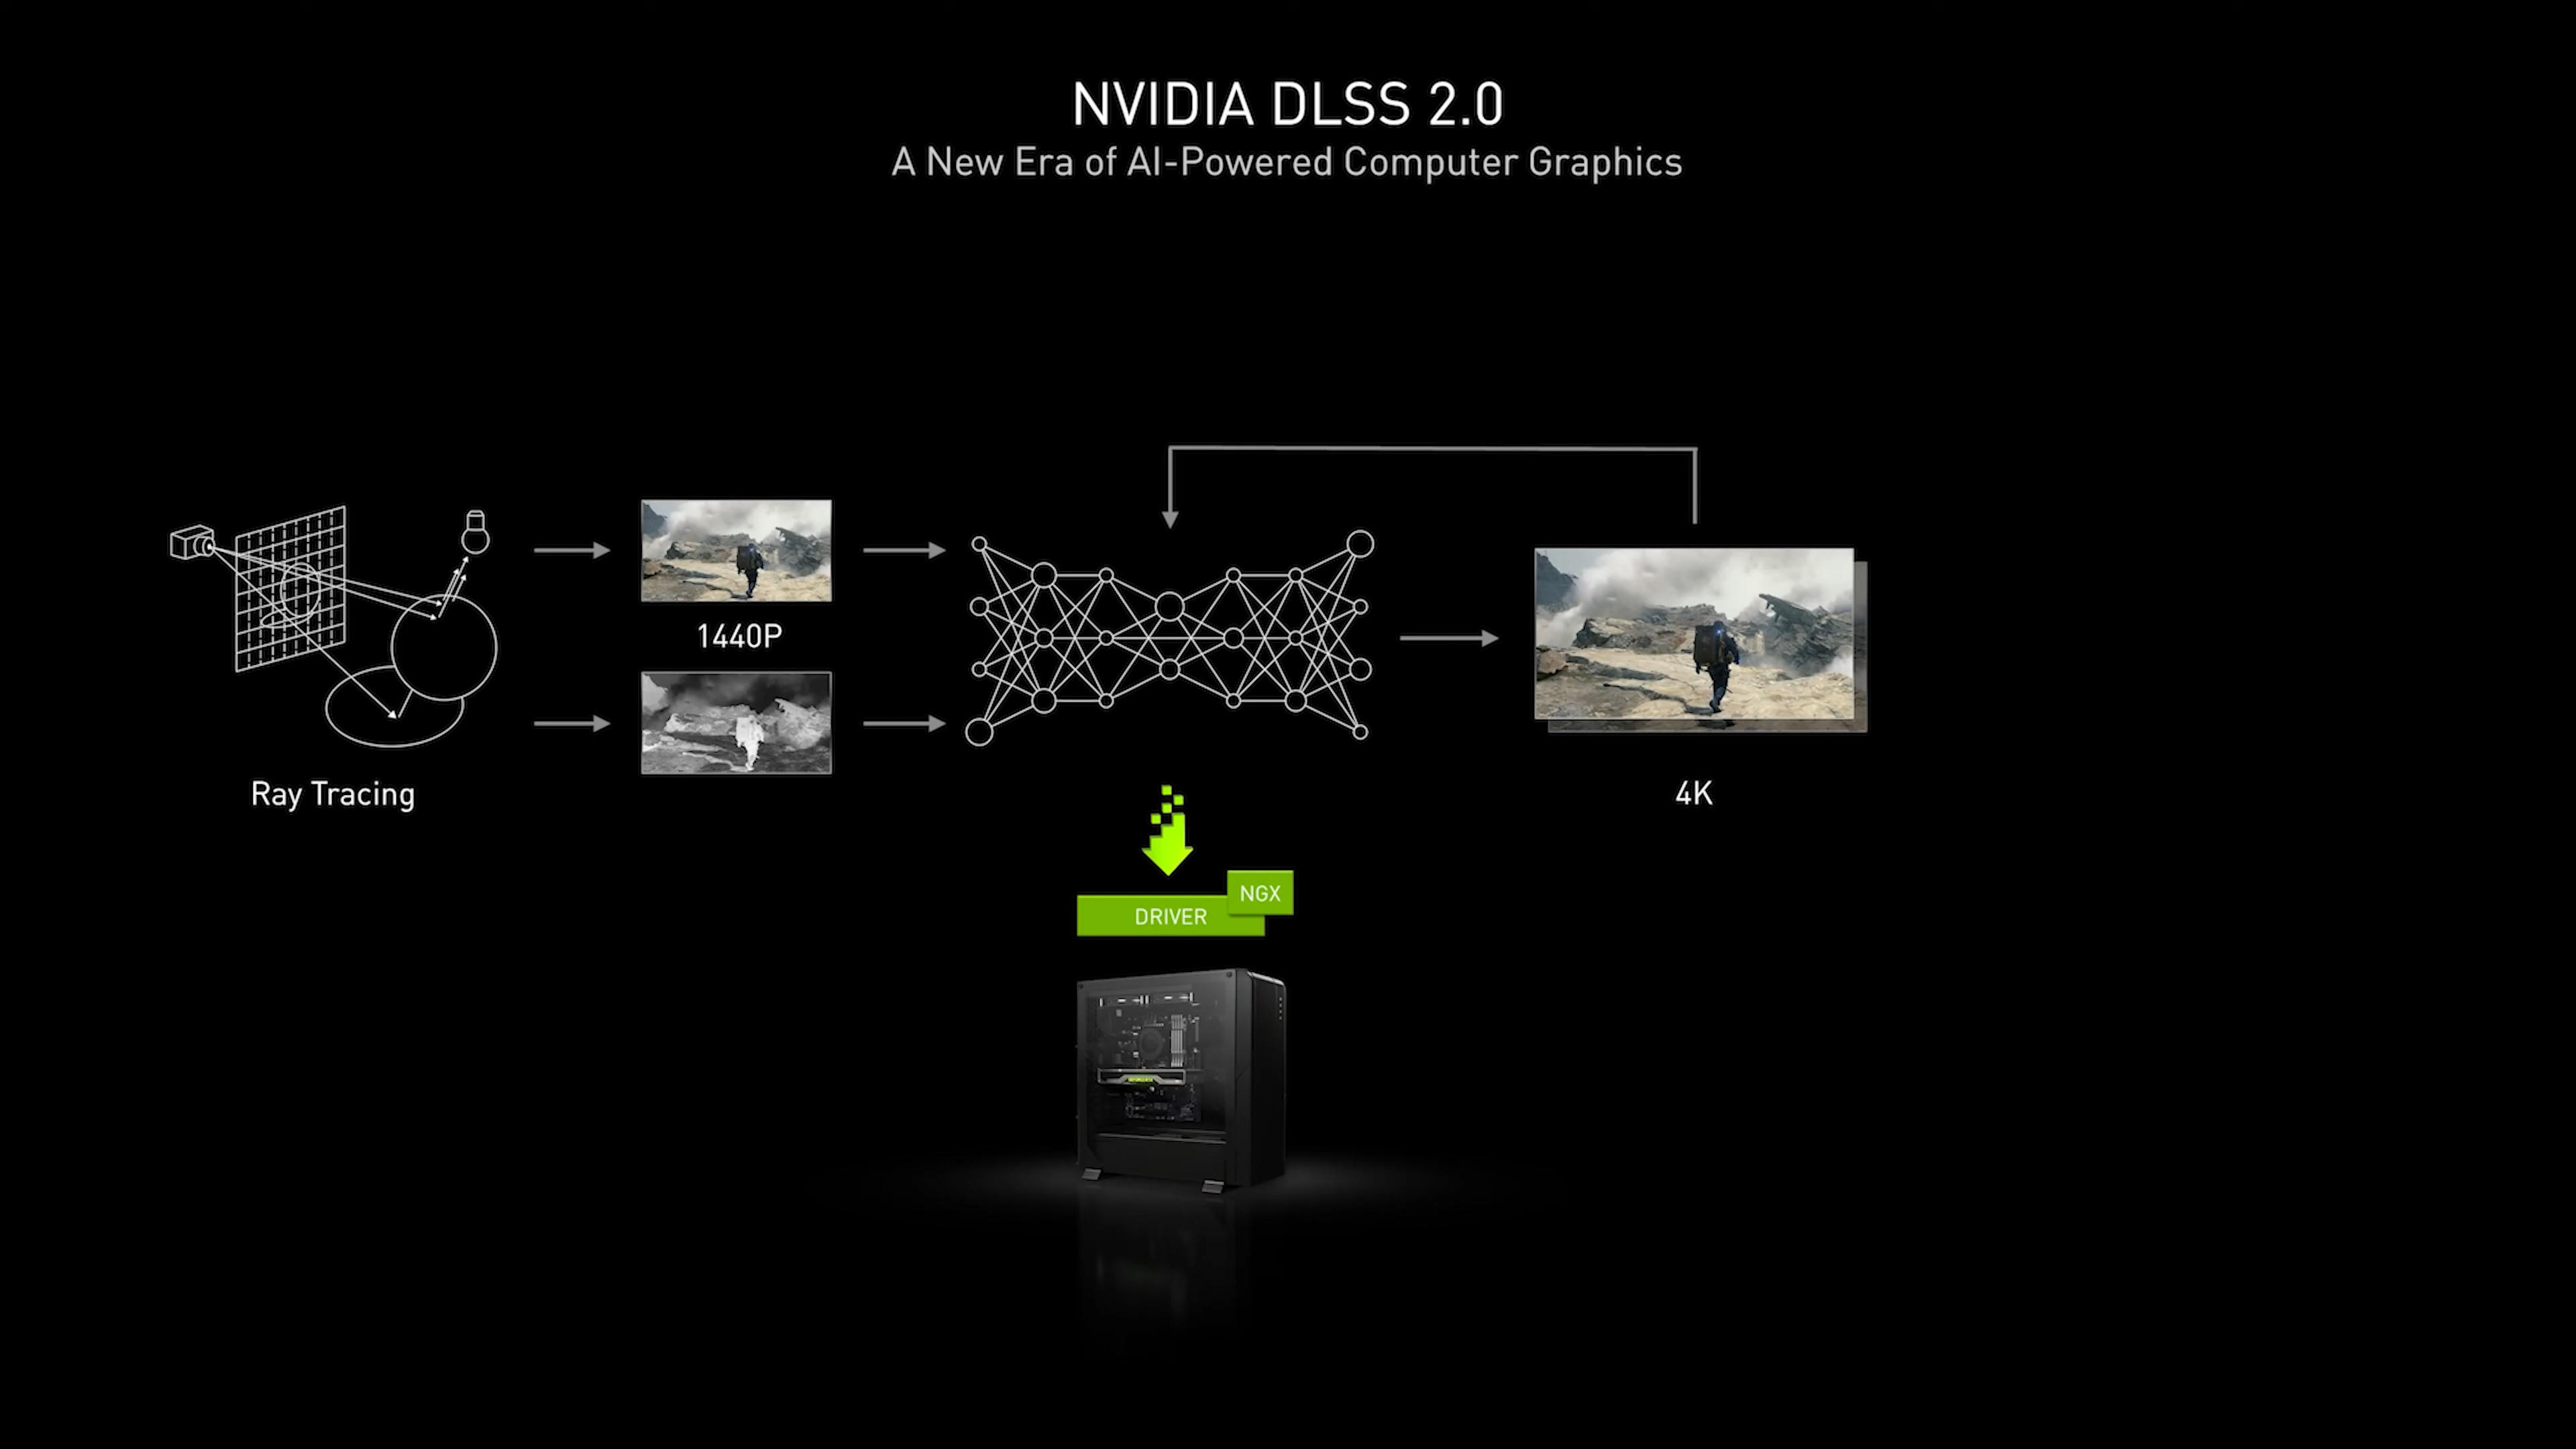 NVIDIA DLSS 2.0
A New Era of AI-Powered Computer Graphics
1440P
Ray Tracing
4K
NGX
DRIVER